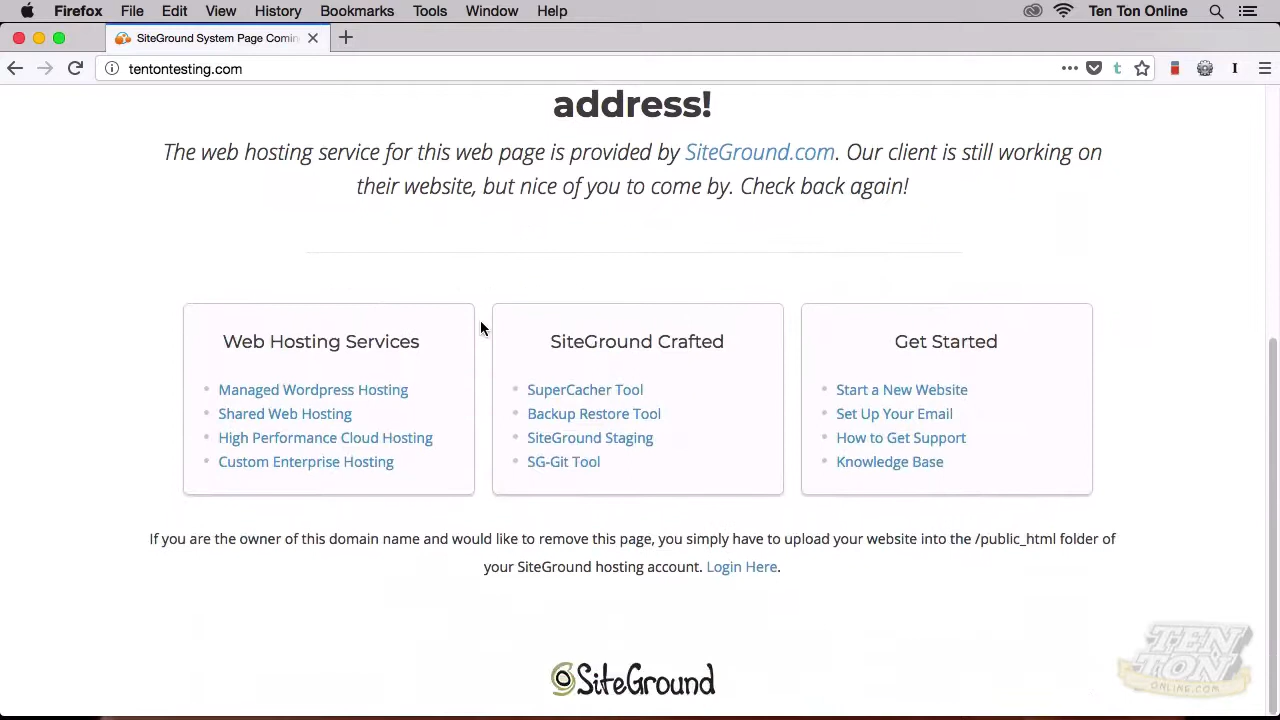 Firefox File Edit View History Bookmarks Tools Window Help Ten Ton Online
SiteGround System Page Comin
tentontesting.com
address!
The web hosting service for this web page is provided by SiteGround.com. Our client is still working on
their website, but nice of you to come by. Check back again!
Web Hosting Services
Managed Wordpress Hosting
Shared Web Hosting
High Performance Cloud Hosting
Custom Enterprise Hosting
SiteGround Crafted
SuperCacher Tool
Backup Restore Tool
SiteGround Staging
SG-Git Tool
Get Started
Start a New Website
Set Up Your Email
How to Get Support
Knowledge Base
If you are the owner of this domain name and would like to remove this page, you simply have to upload your website into the /public_html folder of
your SiteGround hosting account. Login Here.
SiteGround
TEN
TON
ONLINE.COM